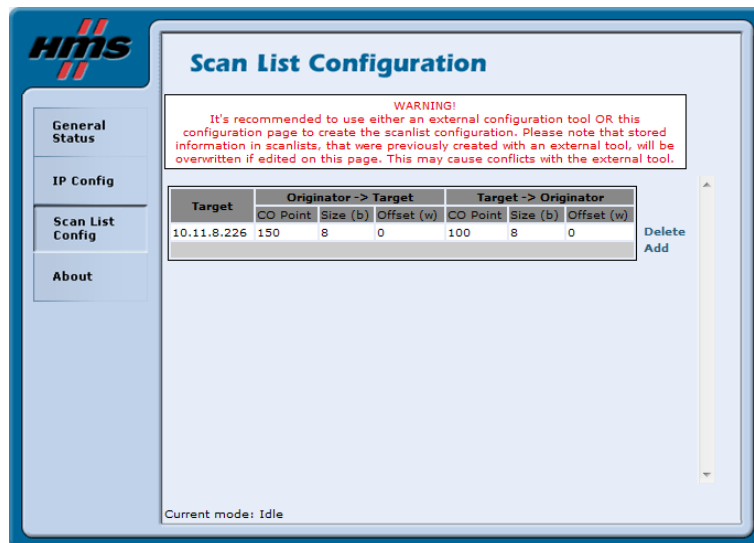 HMS
Scan List Configuration
General
Status
IP Config
Scan List
Config
About
WARNING!
It's recommended to use either an external configuration tool OR this
configuration page to create the scanlist configuration. Please note that stored
information in scanlists, that were previously created with an external tool, will be
overwritten if edited on this page. This may cause conflicts with the external tool.
Target Originator -> Target Target -> Originator
CO Point Size (b) Offset (w) CO Point Size (b) Offset (w)
10.11.8.226 150 8 0 100 8 0 Delete
Add
Current mode: Idle